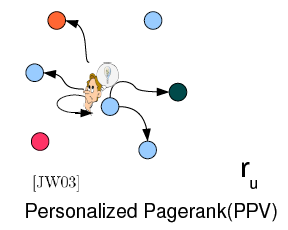 [JW03]
r_u
Personalized Pagerank(PPV)